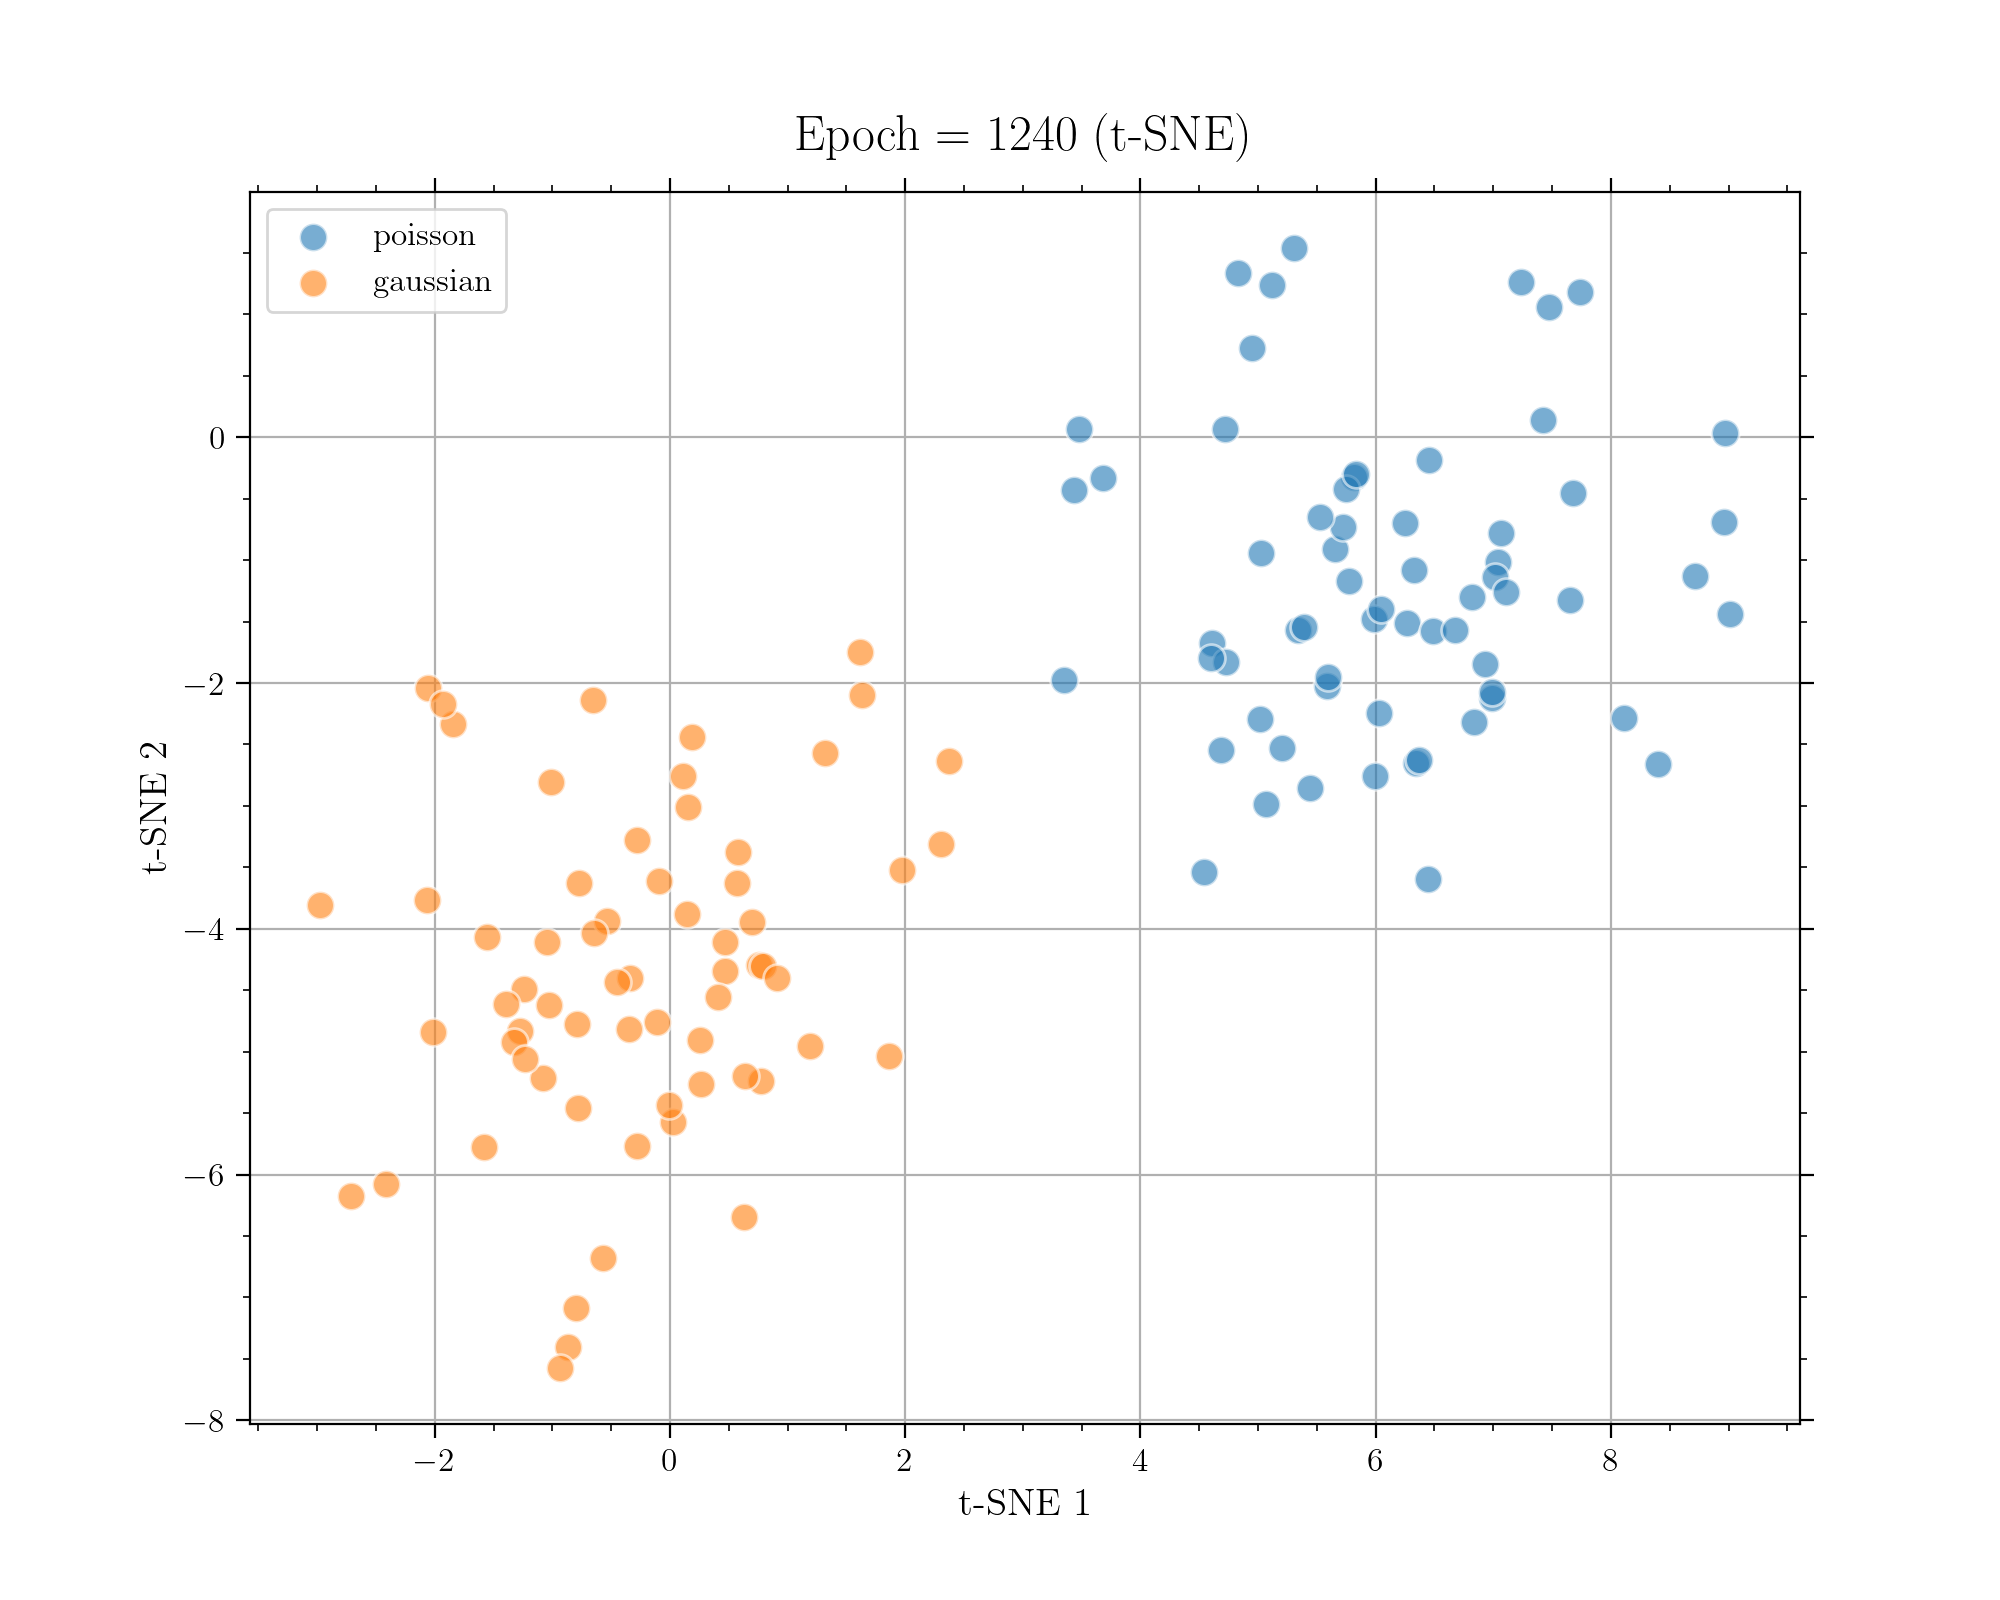 Epoch = 1240 (t-SNE)
poisson
gaussian
0
−2
−4
−6
−8
t-SNE 2
−2 0 2 4 6 8
t-SNE 1